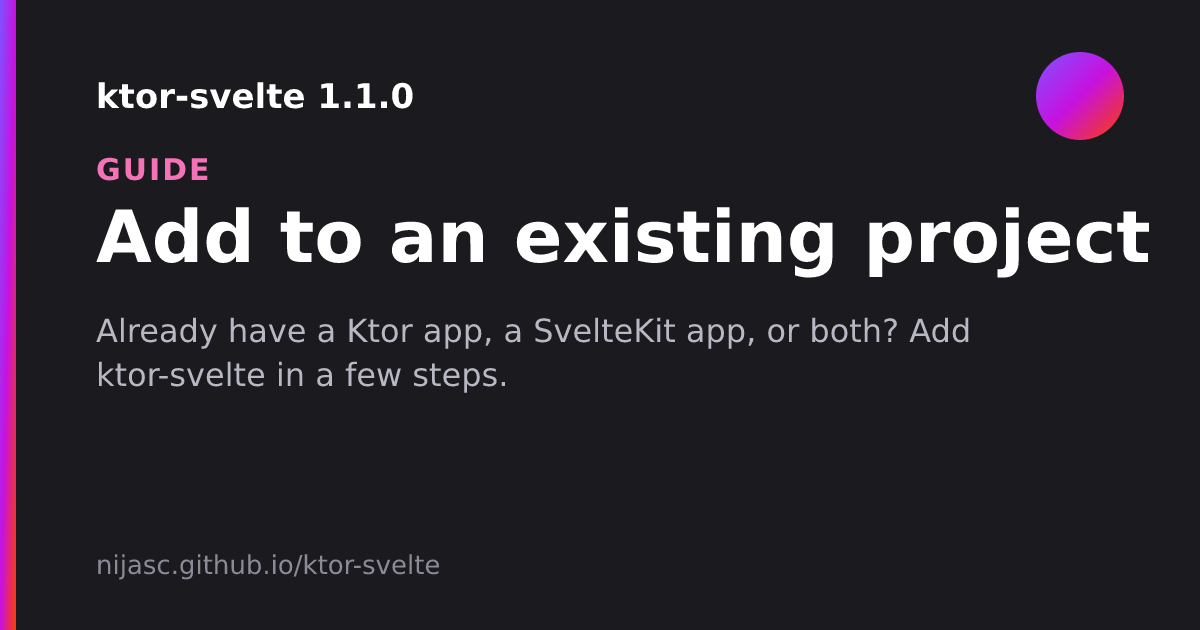 ktor-svelte 1.1.0
GUIDE
Add to an existing project
Already have a Ktor app, a SvelteKit app, or both? Add
ktor-svelte in a few steps.
nijasc.github.io/ktor-svelte